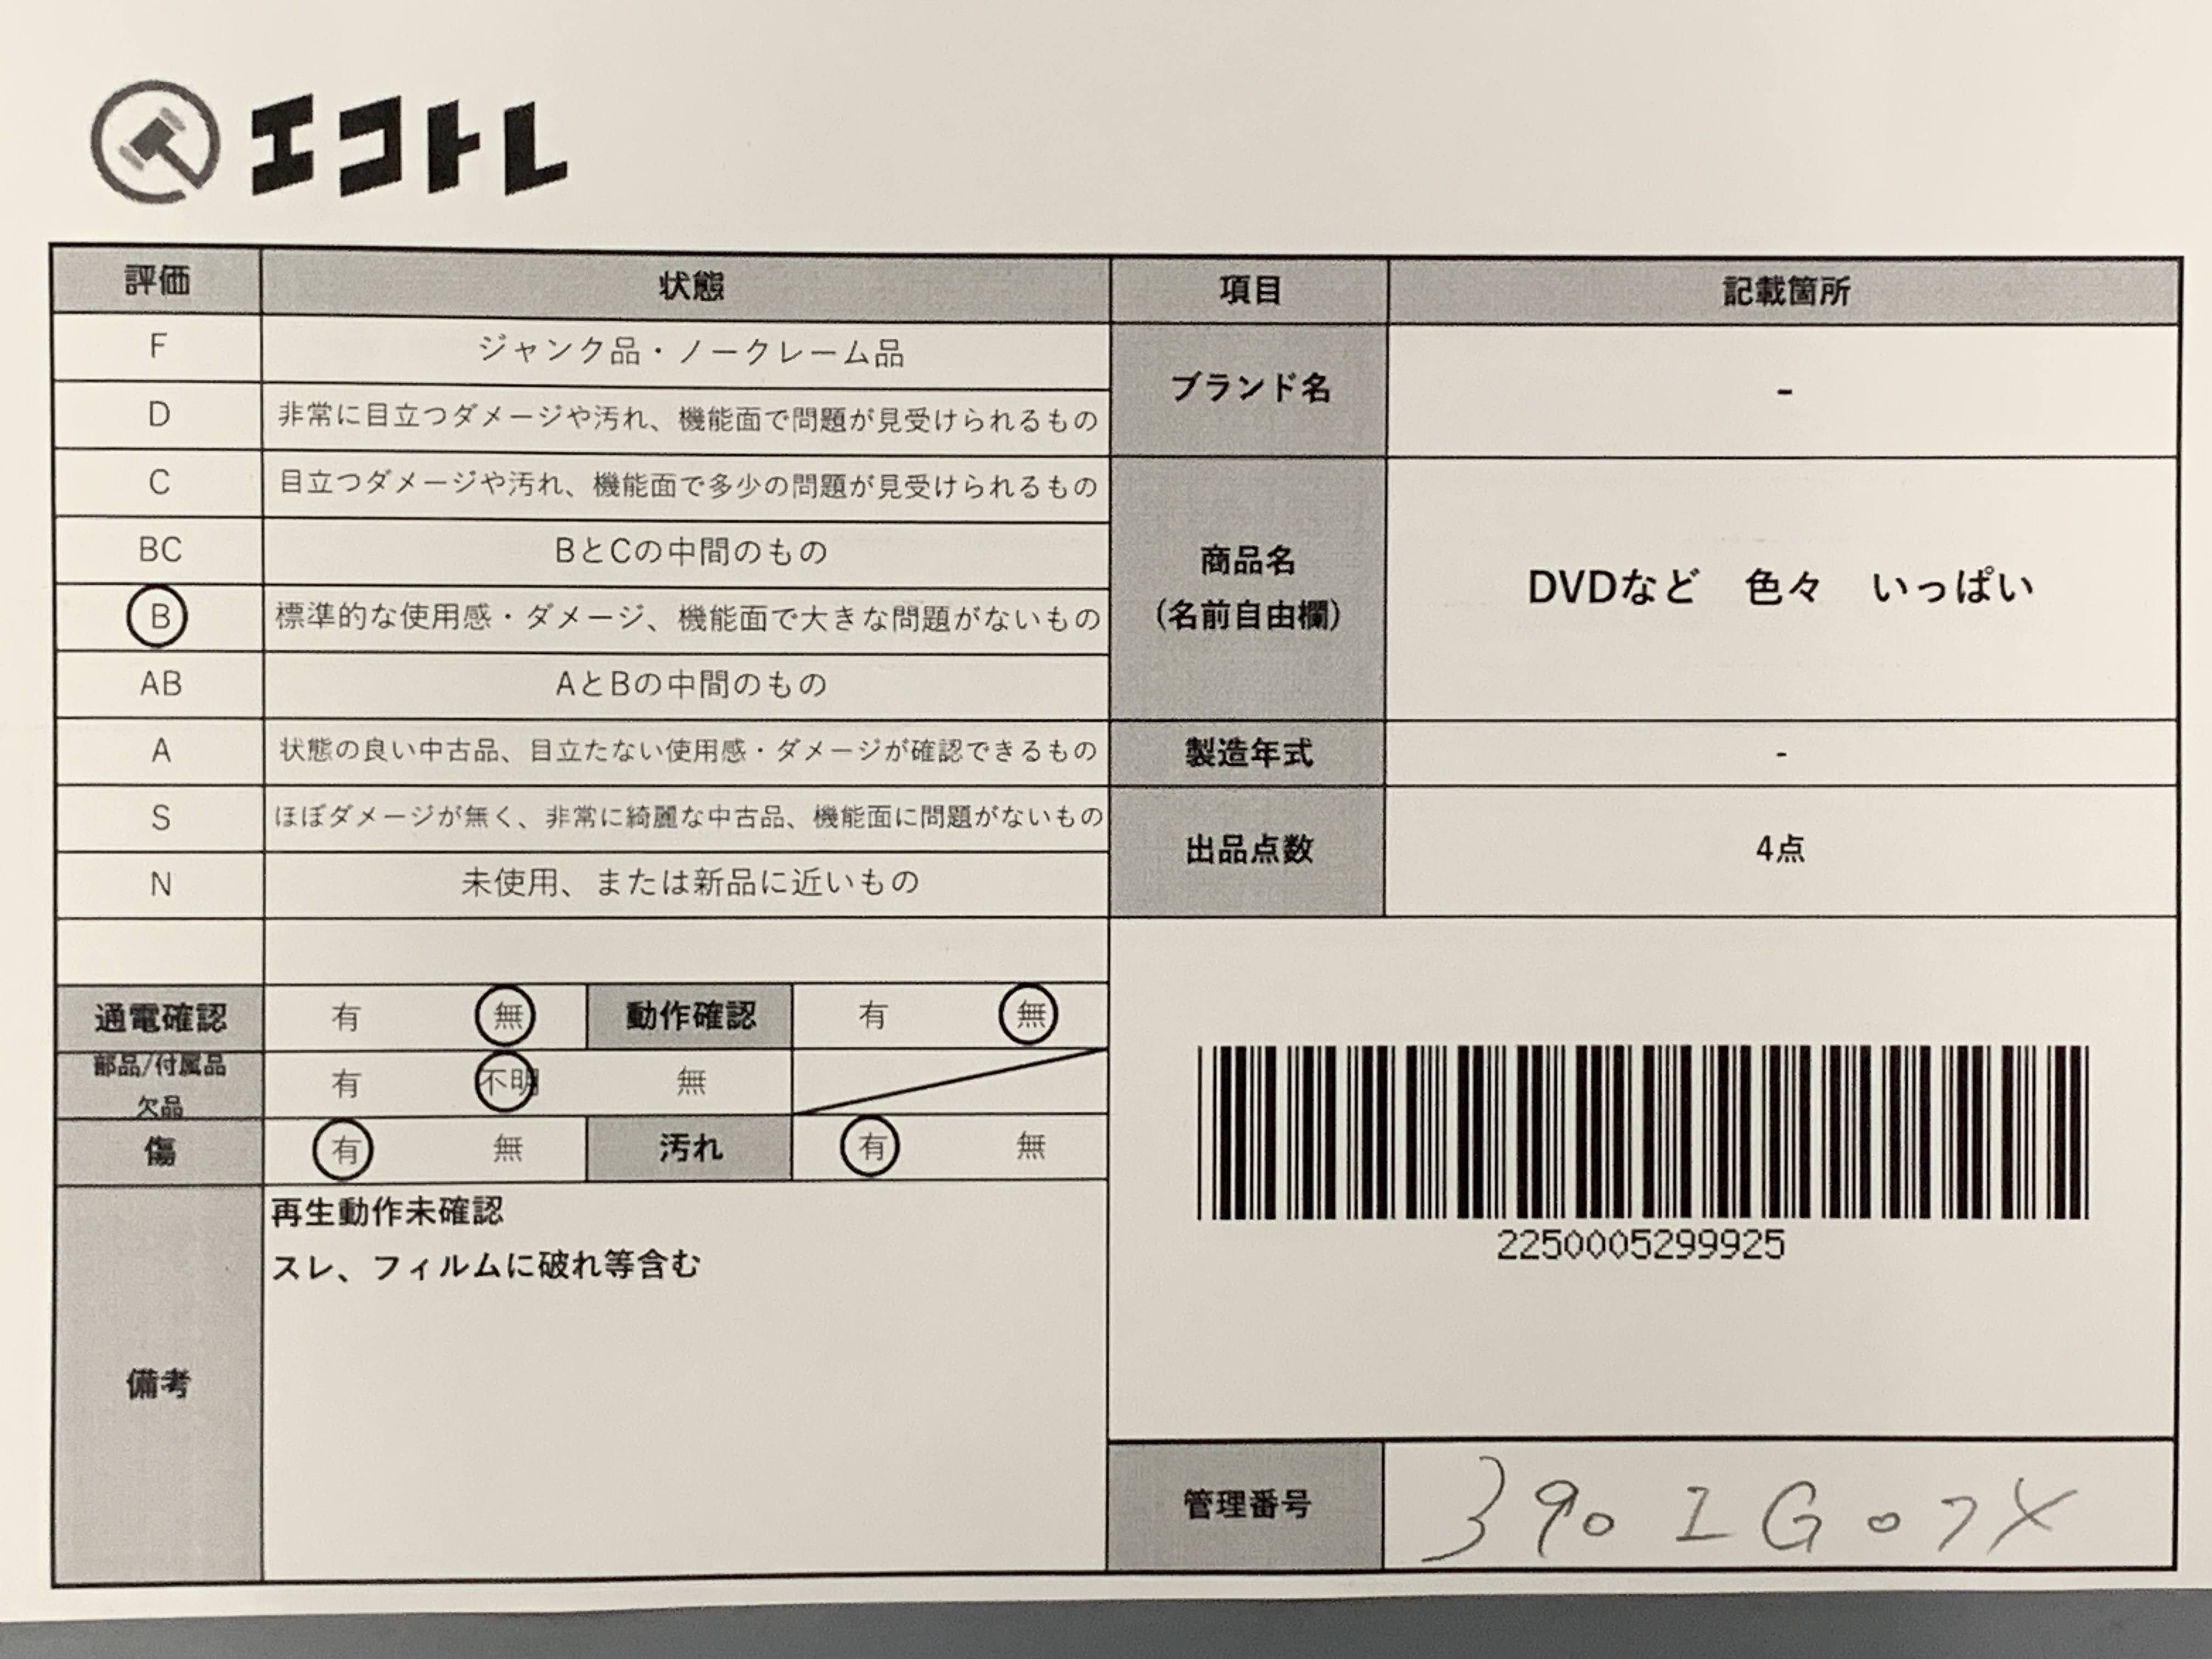 エコトレ
評価 状態 項目 記載箇所
F ジャンク品・ノークレーム品
D 非常に目立つダメージや汚れ、機能面で問題が見受けられるもの
ブランド名 -
C 目立つダメージや汚れ、機能面で多少の問題が見受けられるもの
BC BとCの中間のもの
B 標準的な使用感・ダメージ、機能面で大きな問題がないもの
商品名
(名前自由欄)
DVDなど 色々 いっぱい
AB AとBの中間のもの
A 状態の良い中古品、目立たない使用感・ダメージが確認できるもの
製造年式 -
S ほぼダメージが無く、非常に綺麗な中古品、機能面に問題がないもの
出品点数 4点
N 未使用、または新品に近いもの
通電確認 有 無 動作確認 有 無
部品/付属品
欠品
有 不明 無
傷 有 無 汚れ 有 無
備考
再生動作未確認
スレ、フィルムに破れ等含む
2250005299925
管理番号 390 IG07X